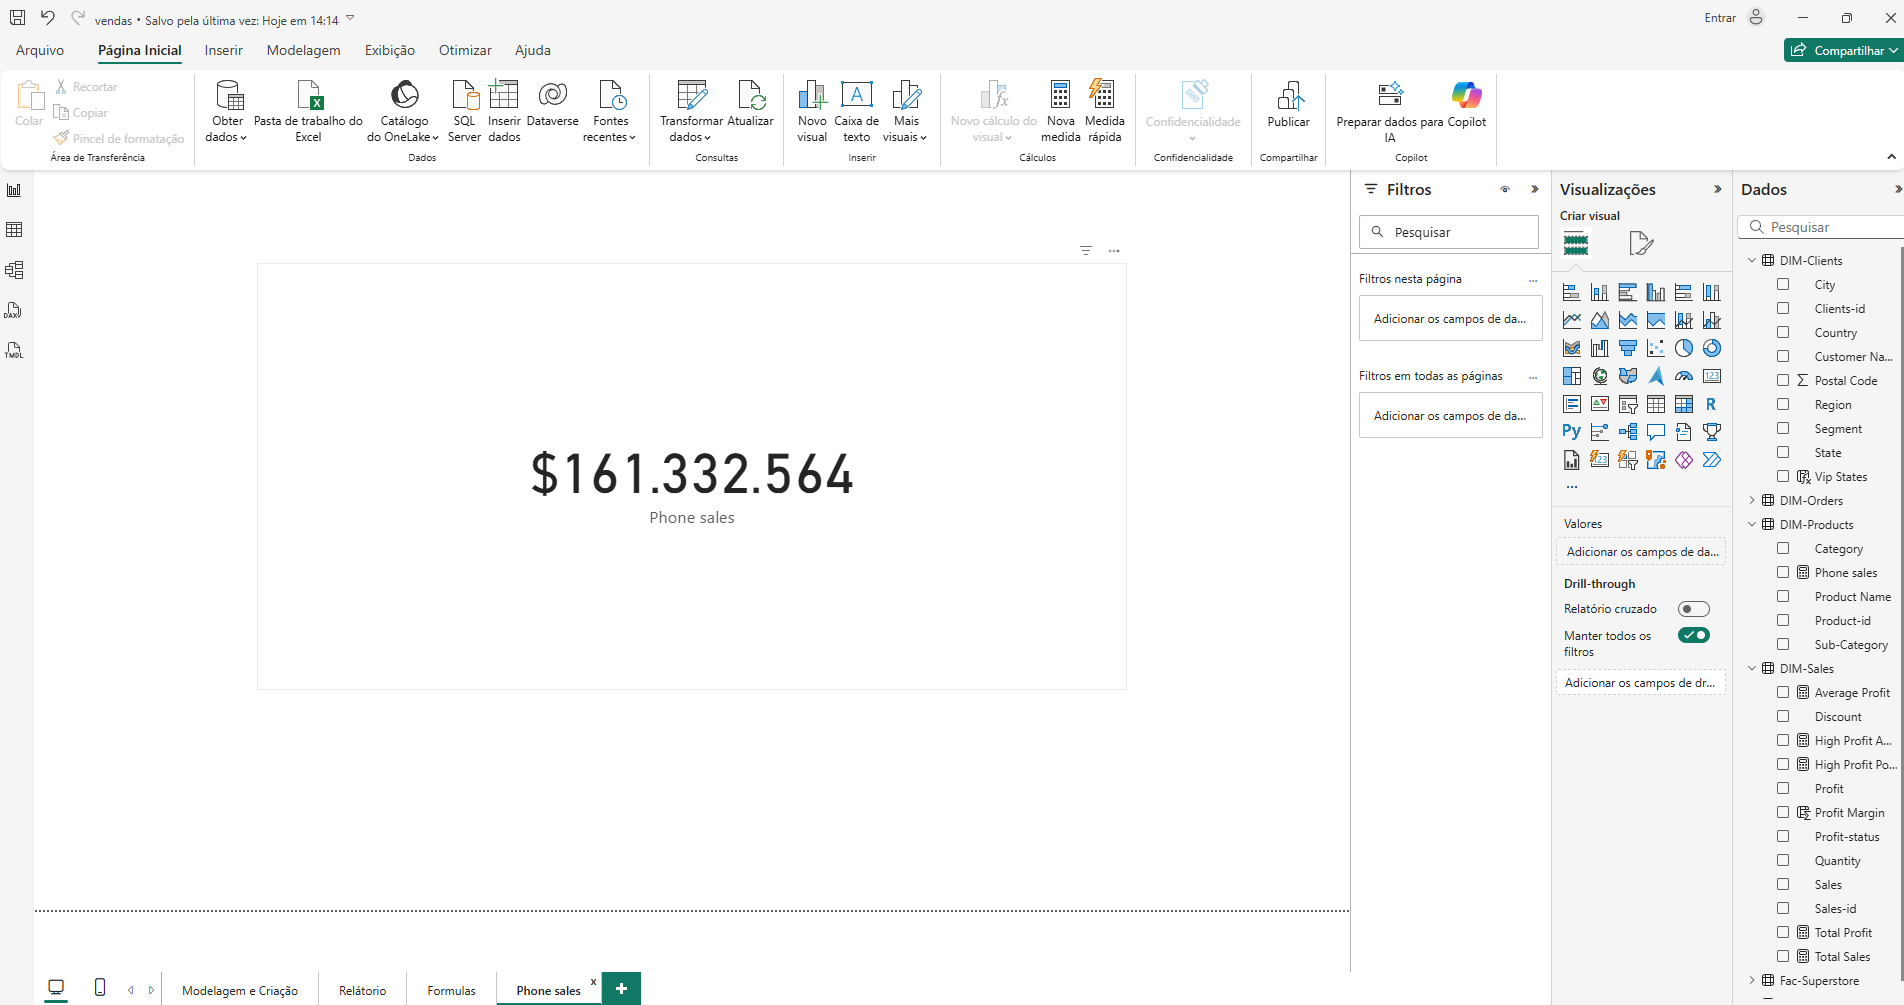 vendas • Salvo pela última vez: Hoje em 14:14
Entrar
Arquivo
Página Inicial
Inserir
Modelagem
Exibição
Otimizar
Ajuda
Compartilhar
Colar
Recortar
Copiar
Pincel de formatação
Área de Transferência
Obter
dados
Pasta de trabalho do
Excel
Catálogo
do OneLake
SQL
Server
Inserir
dados
Dataverse
Fontes
recentes
Dados
Transformar
dados
Atualizar
Consultas
Novo
visual
Caixa de
texto
Mais
visuais
Inserir
Novo cálculo do
visual
Nova
medida
Medida
rápida
Cálculos
Confidencialidade
Confidencialidade
Publicar
Compartilhar
Preparar dados para
IA
Copilot
Copilot
DAX
TMDL
$161.332.564
Phone sales
Filtros
Pesquisar
Filtros nesta página
...
Adicionar os campos de da...
Filtros em todas as páginas
...
Adicionar os campos de da...
Visualizações
Criar visual
123
R
Py
123
...
Valores
Adicionar os campos de da...
Drill-through
Relatório cruzado
Manter todos os
filtros
Adicionar os campos de dr...
Dados
Pesquisar
DIM-Clients
City
Clients-id
Country
Customer Na...
Postal Code
Region
Segment
State
Vip States
DIM-Orders
DIM-Products
Category
Phone sales
Product Name
Product-id
Sub-Category
DIM-Sales
Average Profit
Discount
High Profit A...
High Profit Po...
Profit
Profit Margin
Profit-status
Quantity
Sales
Sales-id
Total Profit
Total Sales
Fac-Superstore
Modelagem e Criação
Relatório
Formulas
Phone sales
x
+